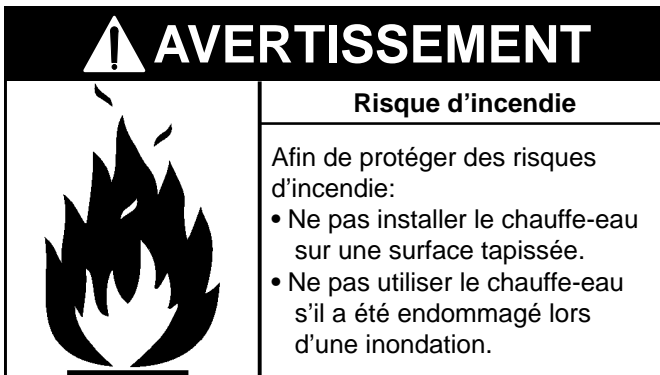 AVERTISSEMENT
Risque d'incendie
Afin de protéger des risques
d'incendie:
• Ne pas installer le chauffe-eau
sur une surface tapissée.
• Ne pas utiliser le chauffe-eau
s'il a été endommagé lors
d'une inondation.